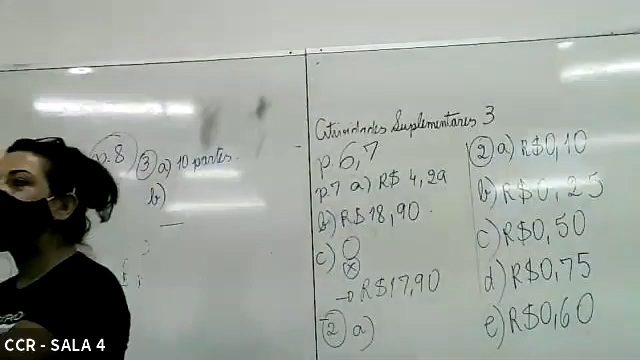 p.8
③ a) 10 partes.
b)
Atividades Suplementares 3
p.6,7
p.7 a) R$ 4,29
b) R$ 18,90.
c) ○
⊗
→ R$17,90
② a)
② a) R$0,10
b) R$0,25
c) R$0,50
d) R$0,75
e) R$0,60
CCR - SALA 4